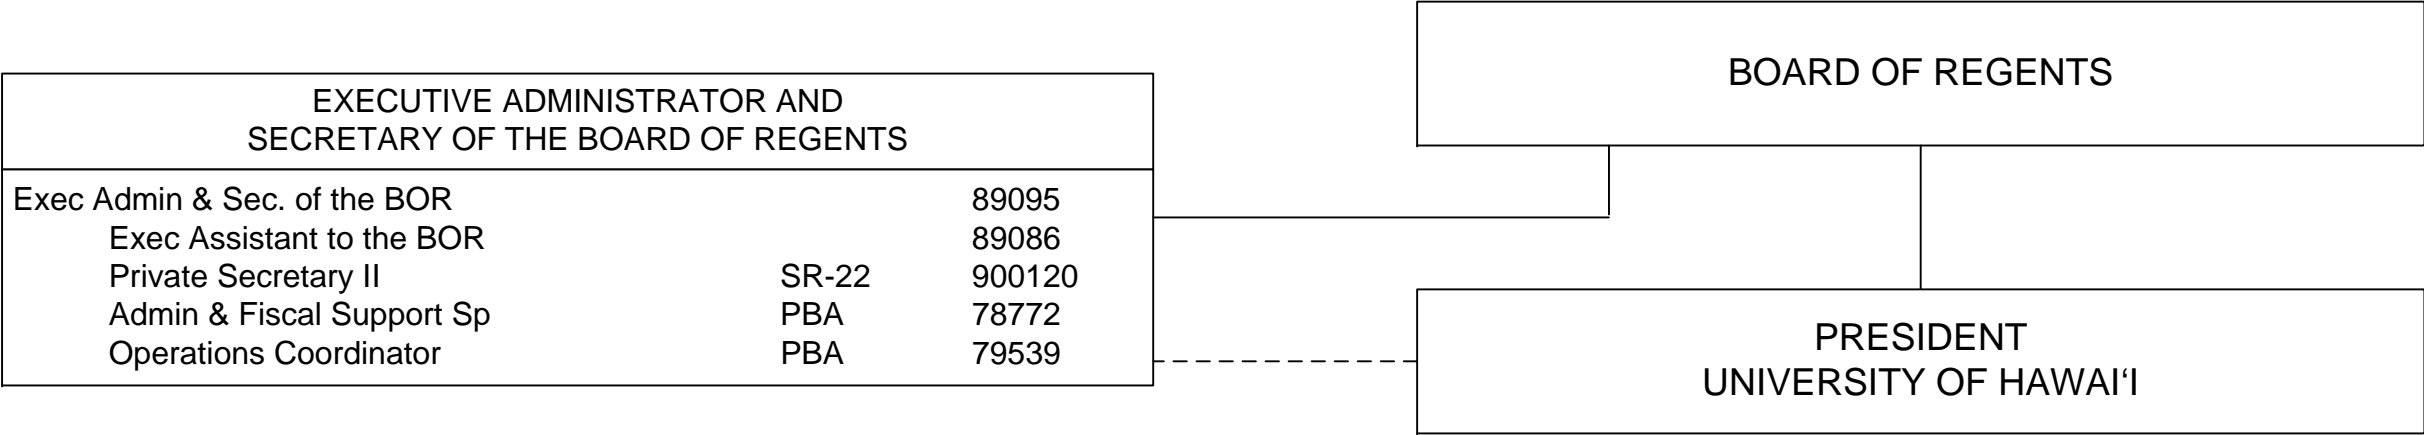 BOARD OF REGENTS
EXECUTIVE ADMINISTRATOR AND
SECRETARY OF THE BOARD OF REGENTS
Exec Admin & Sec. of the BOR 89095
Exec Assistant to the BOR 89086
Private Secretary II SR-22 900120
Admin & Fiscal Support Sp PBA 78772
Operations Coordinator PBA 79539
PRESIDENT
UNIVERSITY OF HAWAI‘I